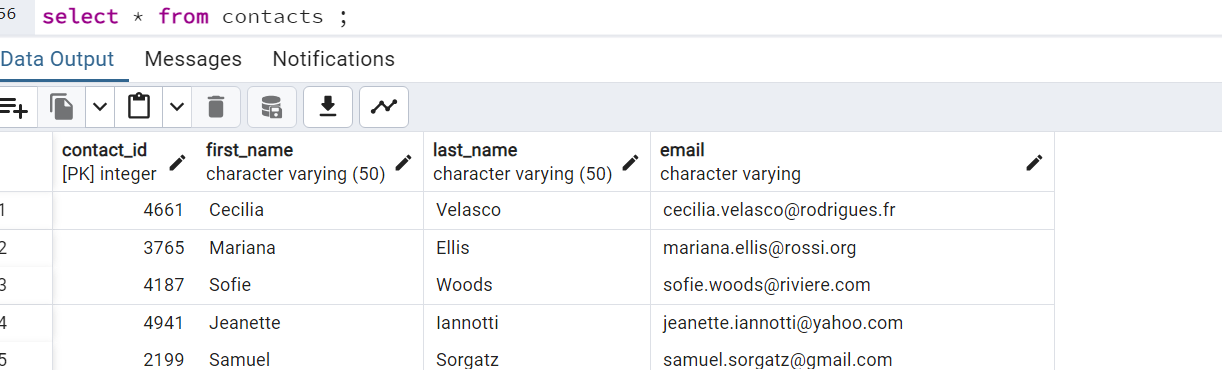 56 select * from contacts ;
Data Output Messages Notifications
contact_id first_name last_name email
[PK] integer character varying (50) character varying (50) character varying
1 4661 Cecilia Velasco cecilia.velasco@rodrigues.fr
2 3765 Mariana Ellis mariana.ellis@rossi.org
3 4187 Sofie Woods sofie.woods@riviere.com
4 4941 Jeanette Iannotti jeanette.iannotti@yahoo.com
5 2199 Samuel Sorgatz samuel.sorgatz@gmail.com